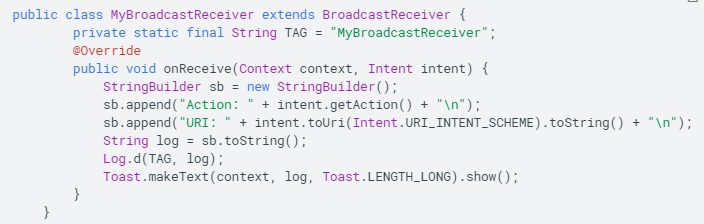 public class MyBroadcastReceiver extends BroadcastReceiver {
        private static final String TAG = "MyBroadcastReceiver";
        @Override
        public void onReceive(Context context, Intent intent) {
            StringBuilder sb = new StringBuilder();
            sb.append("Action: " + intent.getAction() + "\n");
            sb.append("URI: " + intent.toUri(Intent.URI_INTENT_SCHEME).toString() + "\n");
            String log = sb.toString();
            Log.d(TAG, log);
            Toast.makeText(context, log, Toast.LENGTH_LONG).show();
        }
    }